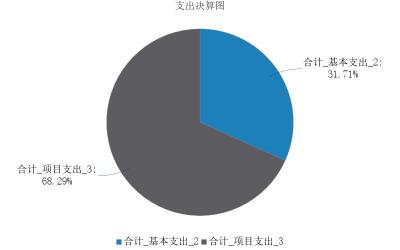 支出决算图
合计_基本支出_2:
31.71%
合计_项目支出_3:
68.29%
合计_基本支出_2 合计_项目支出_3